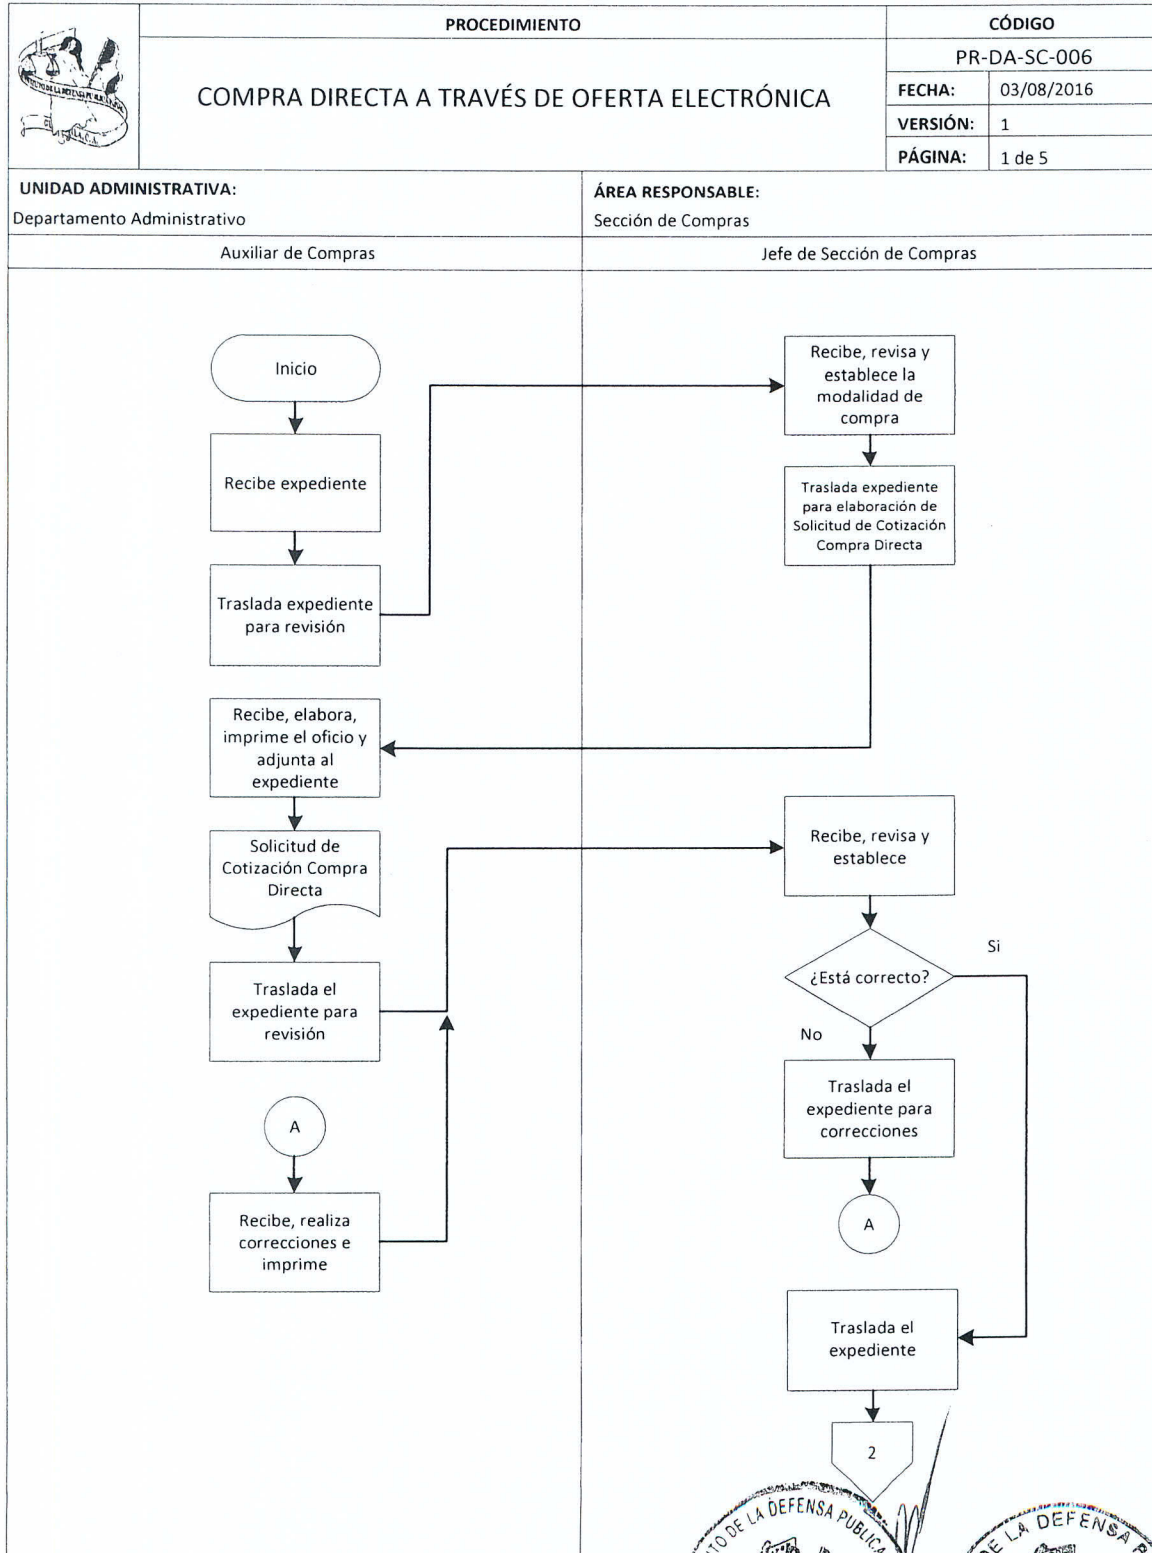 PROCEDIMIENTO
CÓDIGO
COMPRA DIRECTA A TRAVÉS DE OFERTA ELECTRÓNICA
PR-DA-SC-006
FECHA: 03/08/2016
VERSIÓN: 1
PÁGINA: 1 de 5
UNIDAD ADMINISTRATIVA:
Departamento Administrativo
ÁREA RESPONSABLE:
Sección de Compras
Auxiliar de Compras
Jefe de Sección de Compras
Inicio
Recibe expediente
Traslada expediente
para revisión
Recibe, revisa y
establece la
modalidad de
compra
Traslada expediente
para elaboración de
Solicitud de Cotización
Compra Directa
Recibe, elabora,
imprime el oficio y
adjunta al
expediente
Solicitud de
Cotización Compra
Directa
Traslada el
expediente para
revisión
Recibe, revisa y
establece
¿Está correcto?
Si
No
Traslada el
expediente para
correcciones
A
A
Recibe, realiza
correcciones e
imprime
Traslada el
expediente
2
DE LA DEFENSA PUBLICA
DE LA DEFENSA